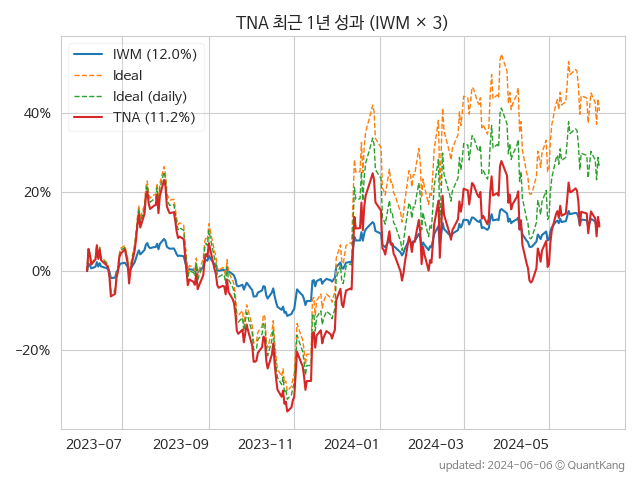 TNA 최근 1년 성과 (IWM × 3)
IWM (12.0%)
Ideal
Ideal (daily)
TNA (11.2%)
40%
20%
0%
−20%
2023-07 2023-09 2023-11 2024-01 2024-03 2024-05
updated: 2024-06-06 ⓒ QuantKang